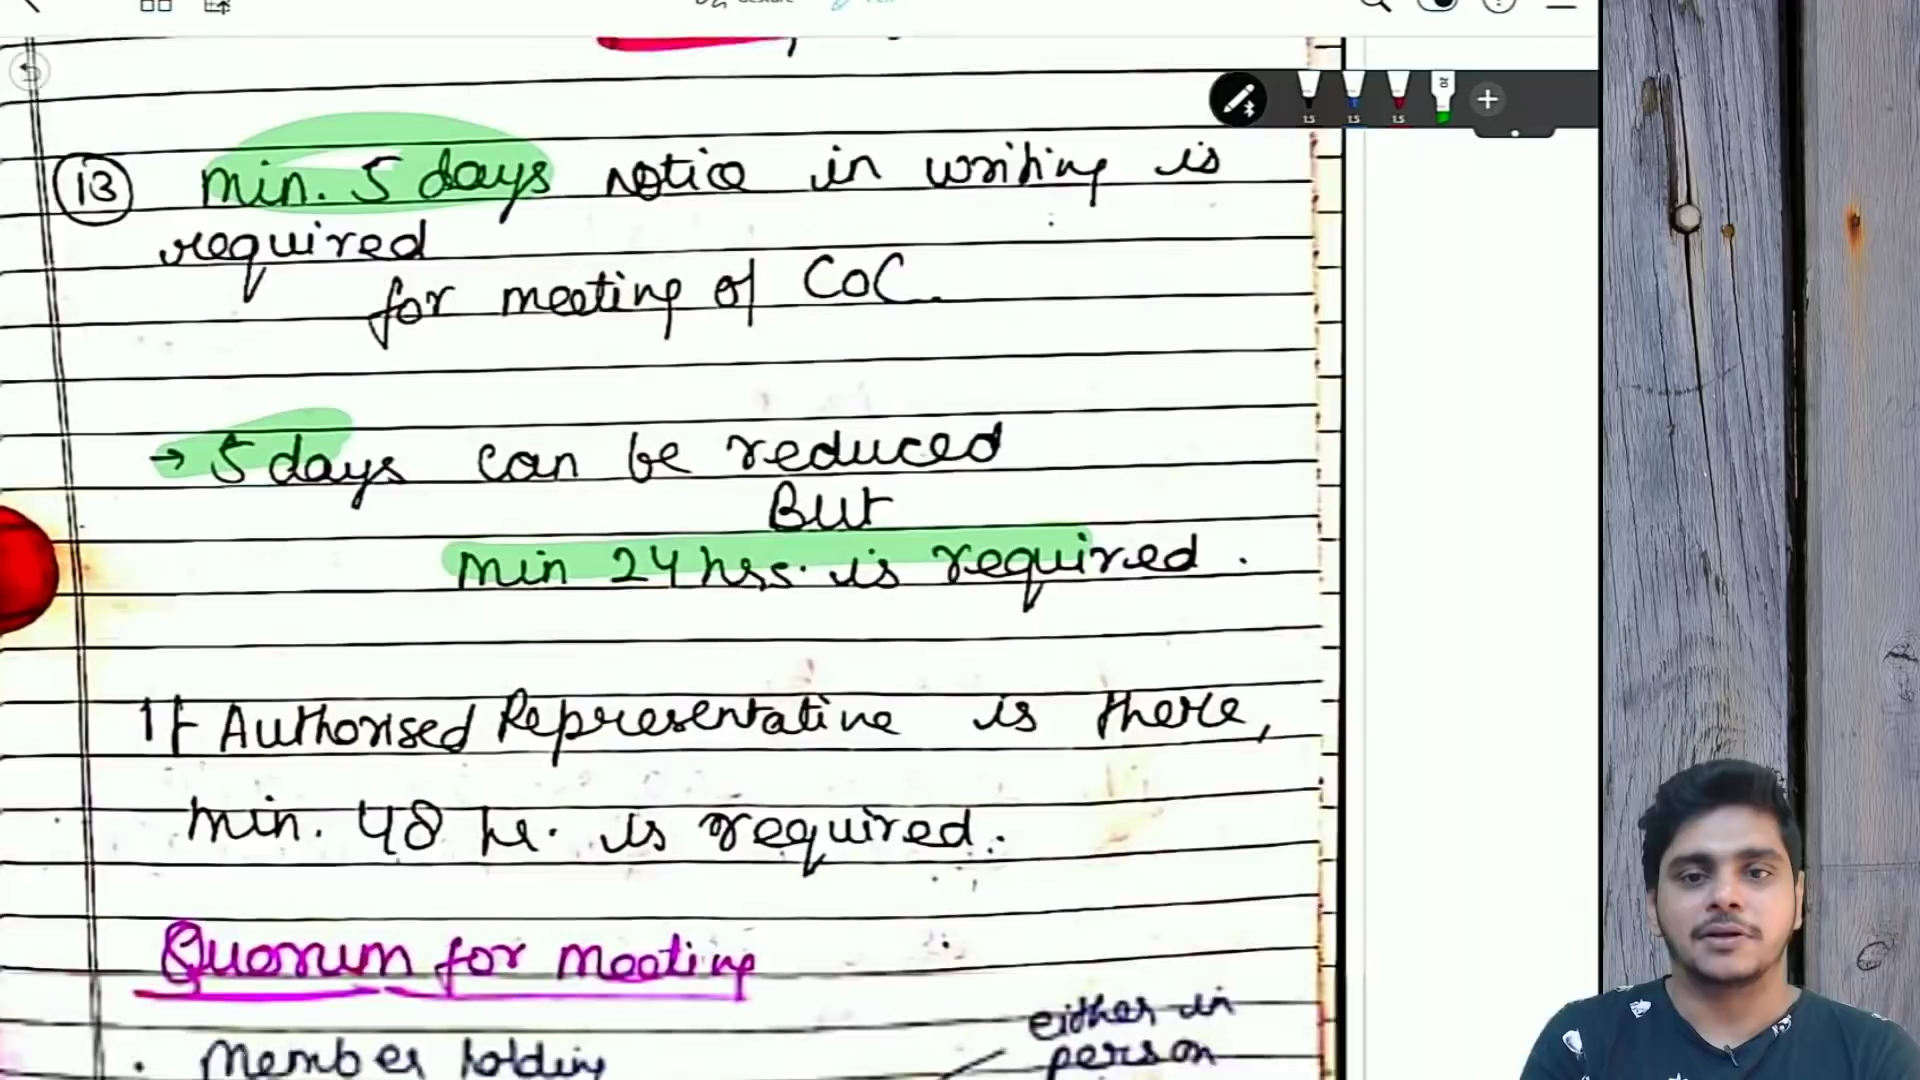 13 min. 5 days notice in writing is
required
for meeting of CoC.
→ 5 days can be reduced
But
min 24 hrs. is required.
If Authorised Representative is there,
min. 48 hr. is required.
Quorum for meeting
either in
• Member holding
person